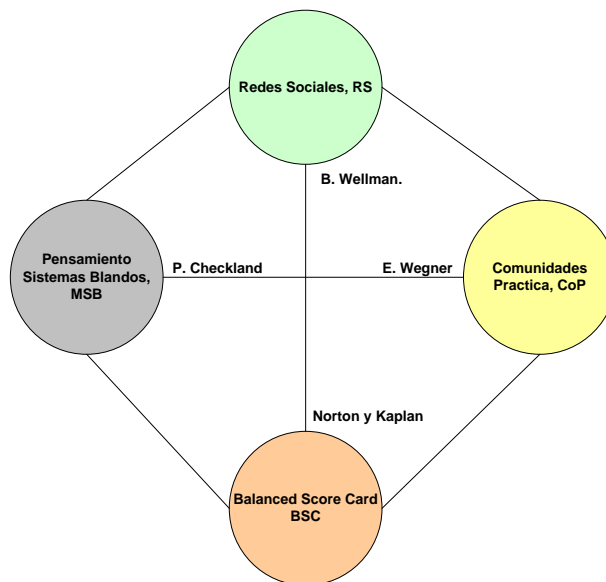 Redes Sociales, RS
B. Wellman.
Pensamiento
Sistemas Blandos,
MSB
P. Checkland
E. Wegner
Comunidades
Practica, CoP
Norton y Kaplan
Balanced Score Card
BSC